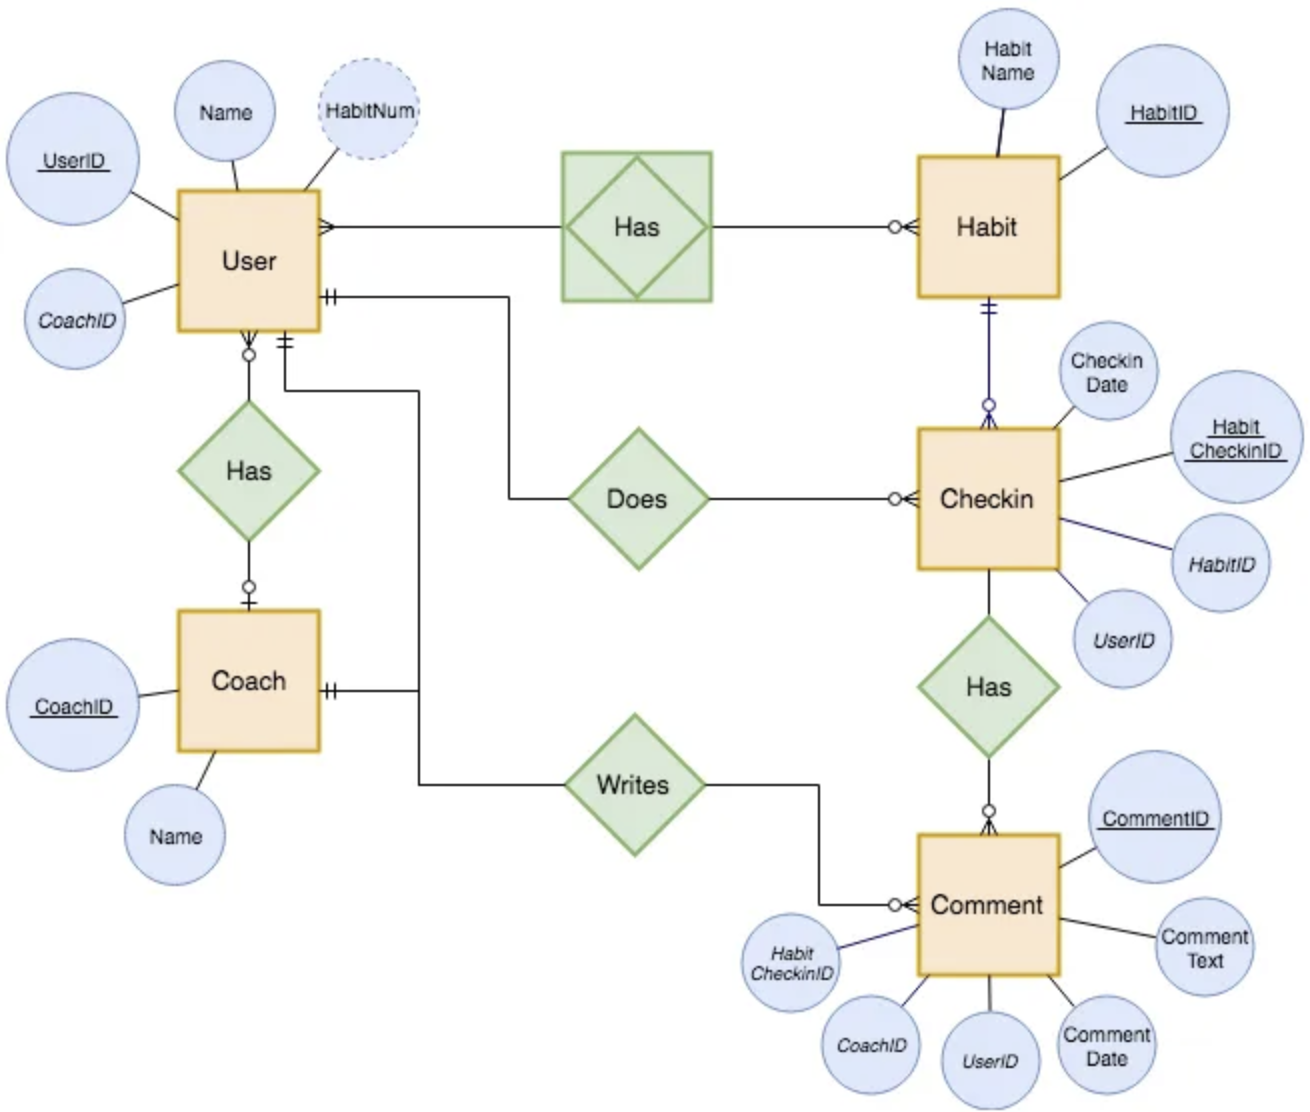 Habit
Name
HabitID
Name
HabitNum
UserID
User
Has
Habit
CoachID
Checkin
Date
Habit
CheckinID
Has
Does
Checkin
HabitID
UserID
Coach
Has
CoachID
Name
Writes
CommentID
Comment
Comment
Text
Habit
CheckinID
CoachID
UserID
Comment
Date